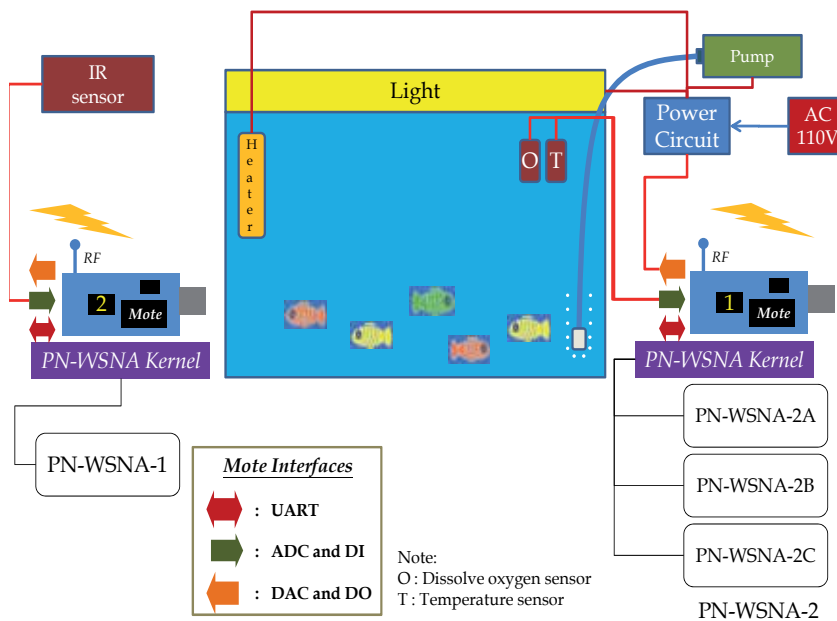 IR
sensor
Light
Pump
Power
Circuit
AC
110V
Heater
O
T
RF
2
Mote
PN-WSNA Kernel
RF
1
Mote
PN-WSNA Kernel
PN-WSNA-1
PN-WSNA-2A
PN-WSNA-2B
PN-WSNA-2C
PN-WSNA-2
Mote Interfaces
: UART
: ADC and DI
: DAC and DO
Note:
O : Dissolve oxygen sensor
T : Temperature sensor